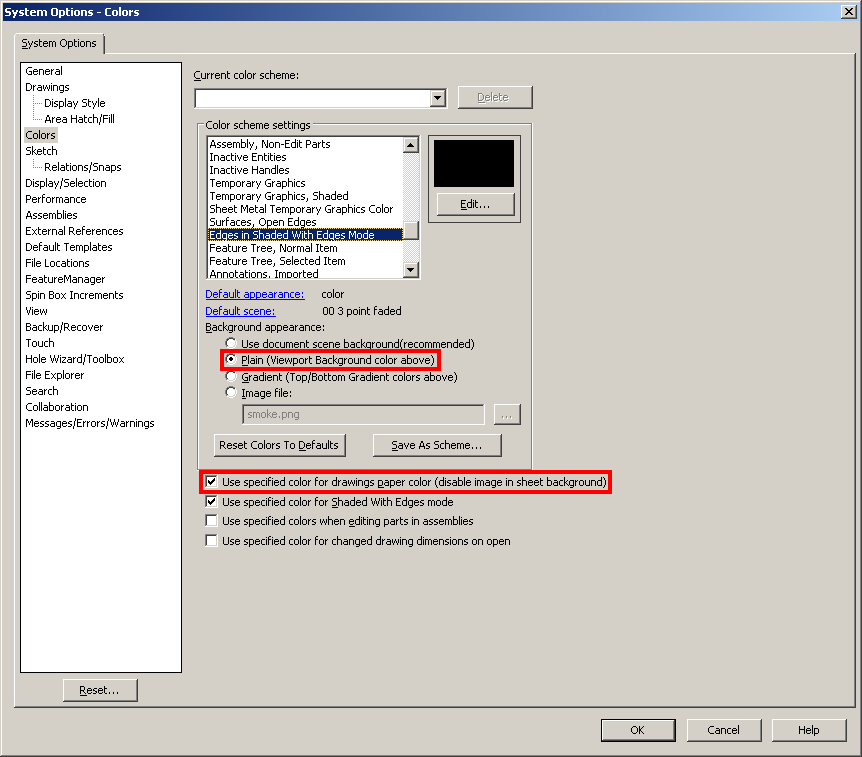 System Options - Colors
System Options
General
Drawings
Display Style
Area Hatch/Fill
Colors
Sketch
Relations/Snaps
Display/Selection
Performance
Assemblies
External References
Default Templates
File Locations
FeatureManager
Spin Box Increments
View
Backup/Recover
Touch
Hole Wizard/Toolbox
File Explorer
Search
Collaboration
Messages/Errors/Warnings
Reset...
Current color scheme:
Delete
Color scheme settings
Assembly, Non-Edit Parts
Inactive Entities
Inactive Handles
Temporary Graphics
Temporary Graphics, Shaded
Sheet Metal Temporary Graphics Color
Surfaces, Open Edges
Edges in Shaded With Edges Mode
Feature Tree, Normal Item
Feature Tree, Selected Item
Annotations, Imported
Edit...
Default appearance: color
Default scene: 00 3 point faded
Background appearance:
Use document scene background(recommended)
Plain (Viewport Background color above)
Gradient (Top/Bottom Gradient colors above)
Image file:
smoke.png ...
Reset Colors To Defaults Save As Scheme...
Use specified color for drawings paper color (disable image in sheet background)
Use specified color for Shaded With Edges mode
Use specified colors when editing parts in assemblies
Use specified color for changed drawing dimensions on open
OK Cancel Help